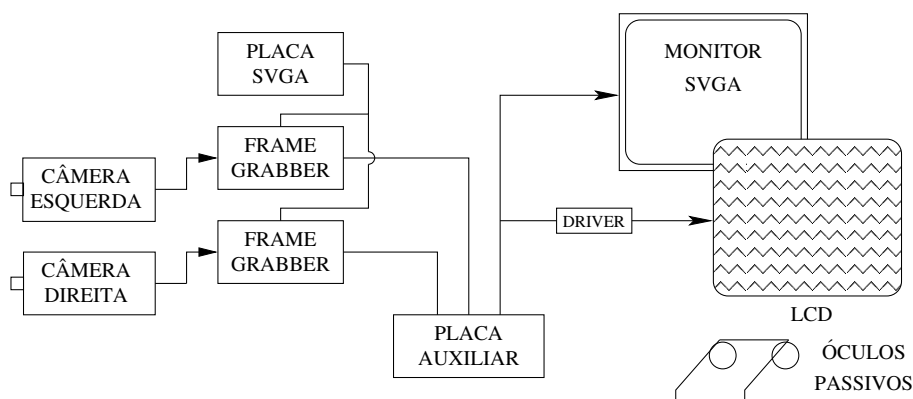 PLACA
SVGA
MONITOR
SVGA
FRAME
GRABBER
CÂMERA
ESQUERDA
FRAME
GRABBER
DRIVER
CÂMERA
DIREITA
LCD
PLACA
AUXILIAR
ÓCULOS
PASSIVOS